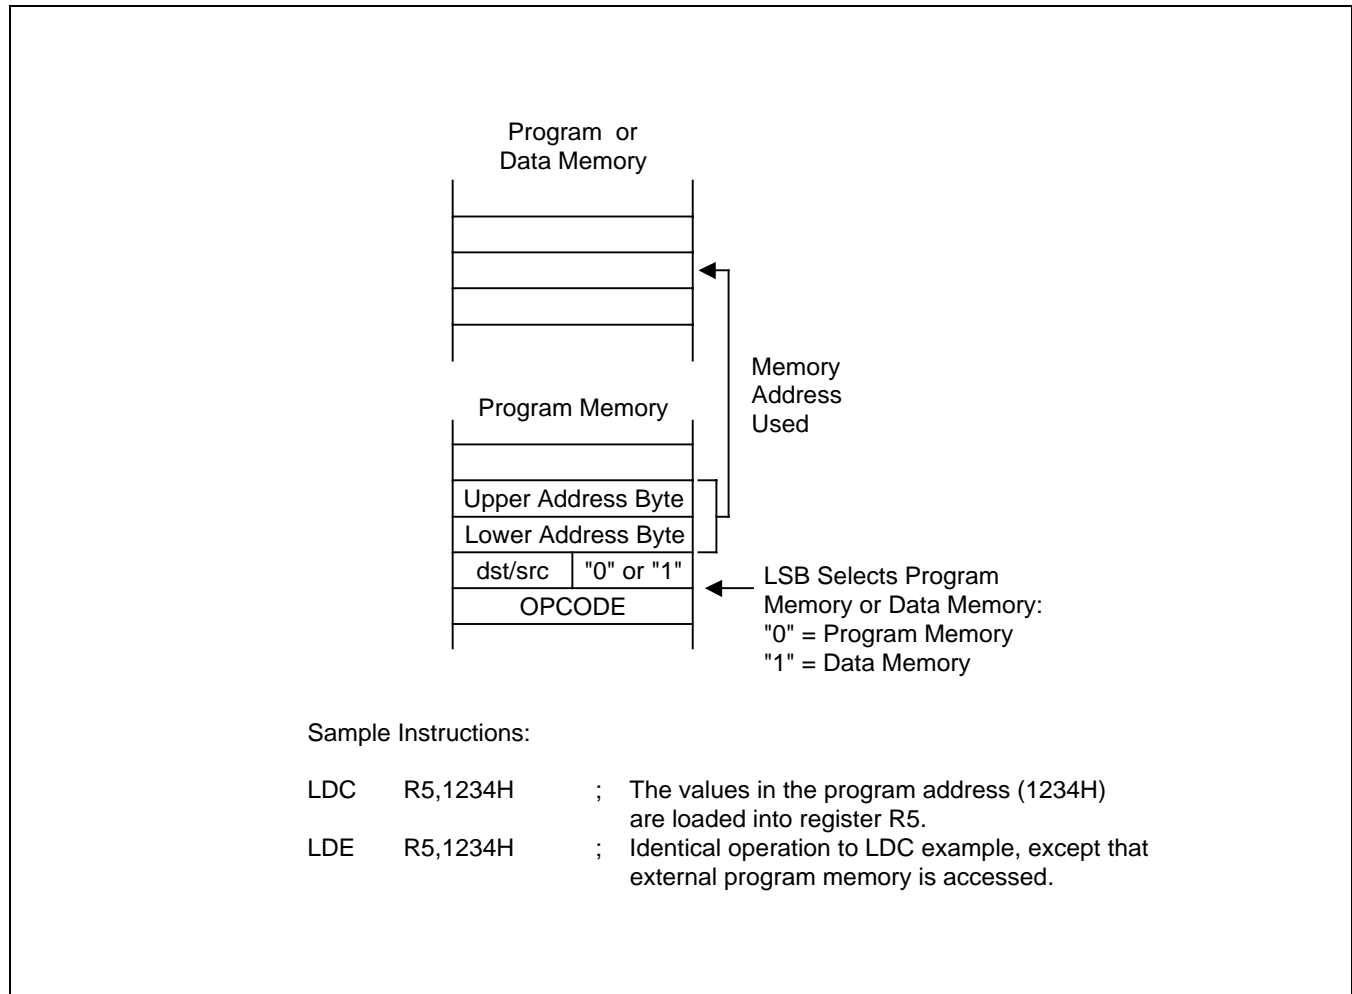 Program or
Data Memory
Memory
Address
Used
Program Memory
Upper Address Byte
Lower Address Byte
dst/src "0" or "1"
OPCODE
LSB Selects Program
Memory or Data Memory:
"0" = Program Memory
"1" = Data Memory
Sample Instructions:
LDC R5,1234H ; The values in the program address (1234H)
are loaded into register R5.
LDE R5,1234H ; Identical operation to LDC example, except that
external program memory is accessed.